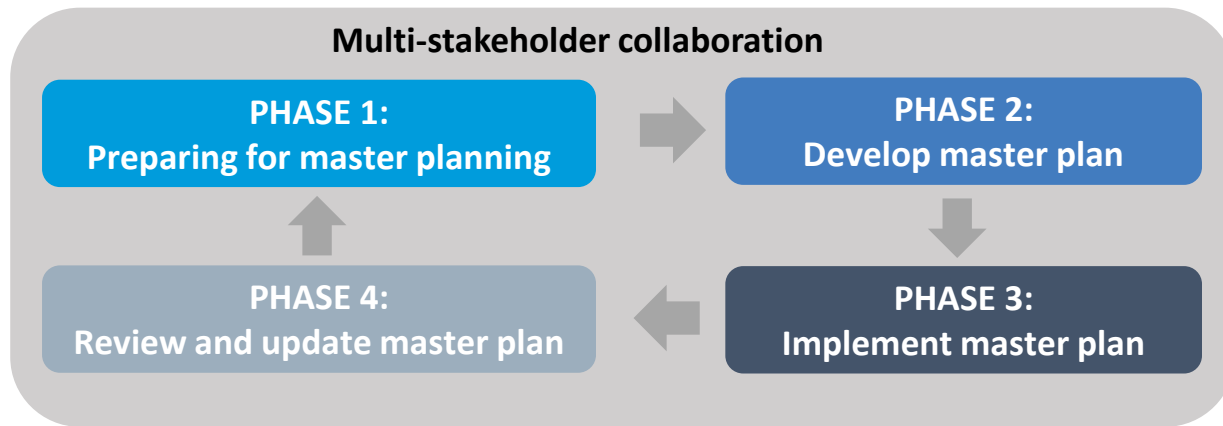 Multi-stakeholder collaboration
PHASE 1:
Preparing for master planning
PHASE 2:
Develop master plan
PHASE 3:
Implement master plan
PHASE 4:
Review and update master plan